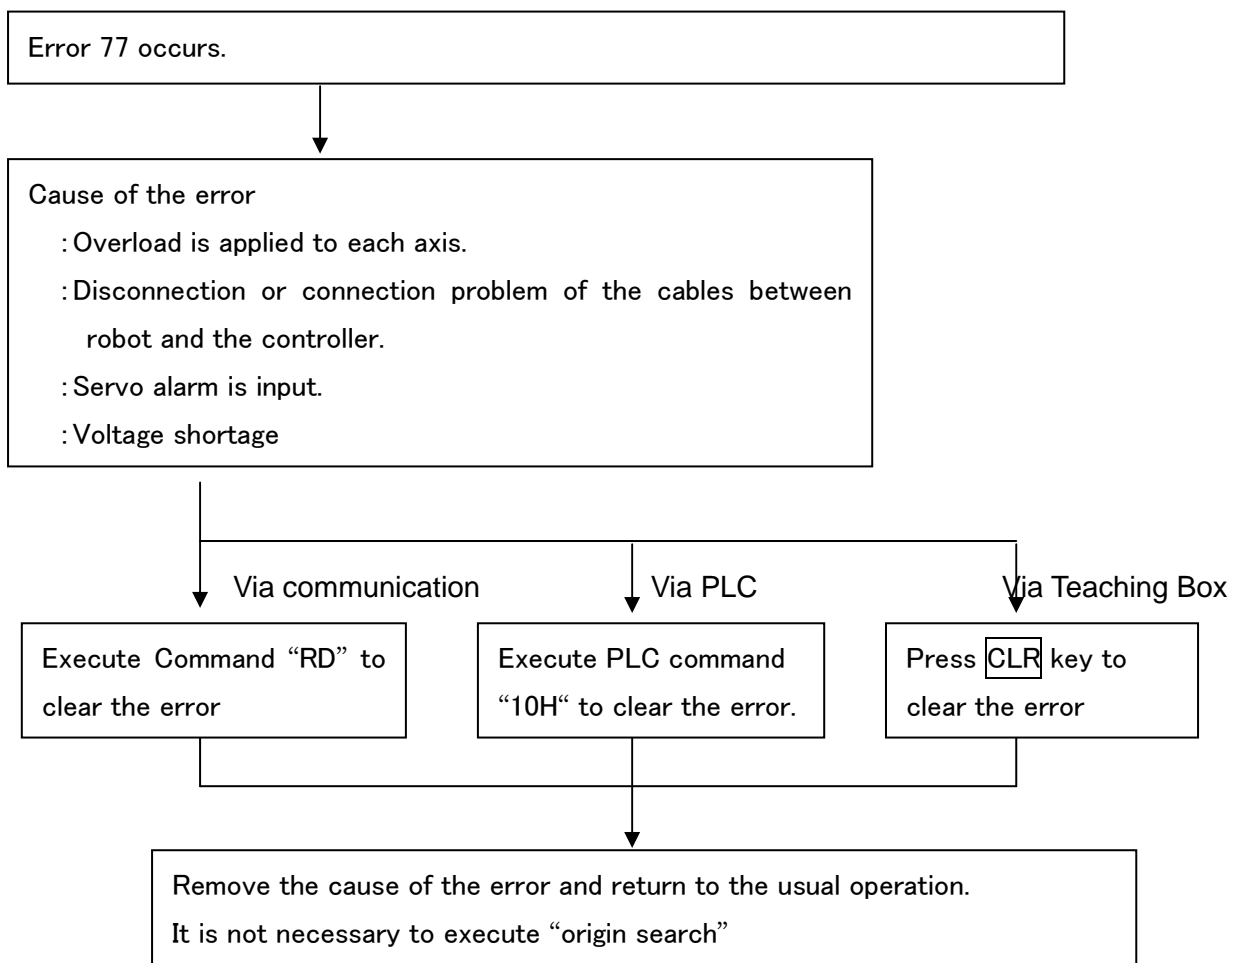 Error 77 occurs.
Cause of the error
:Overload is applied to each axis.
:Disconnection or connection problem of the cables between
robot and the controller.
:Servo alarm is input.
:Voltage shortage
Via communication
Via PLC
Via Teaching Box
Execute Command “RD” to
clear the error
Execute PLC command
“10H“ to clear the error.
Press CLR key to
clear the error
Remove the cause of the error and return to the usual operation.
It is not necessary to execute “origin search”